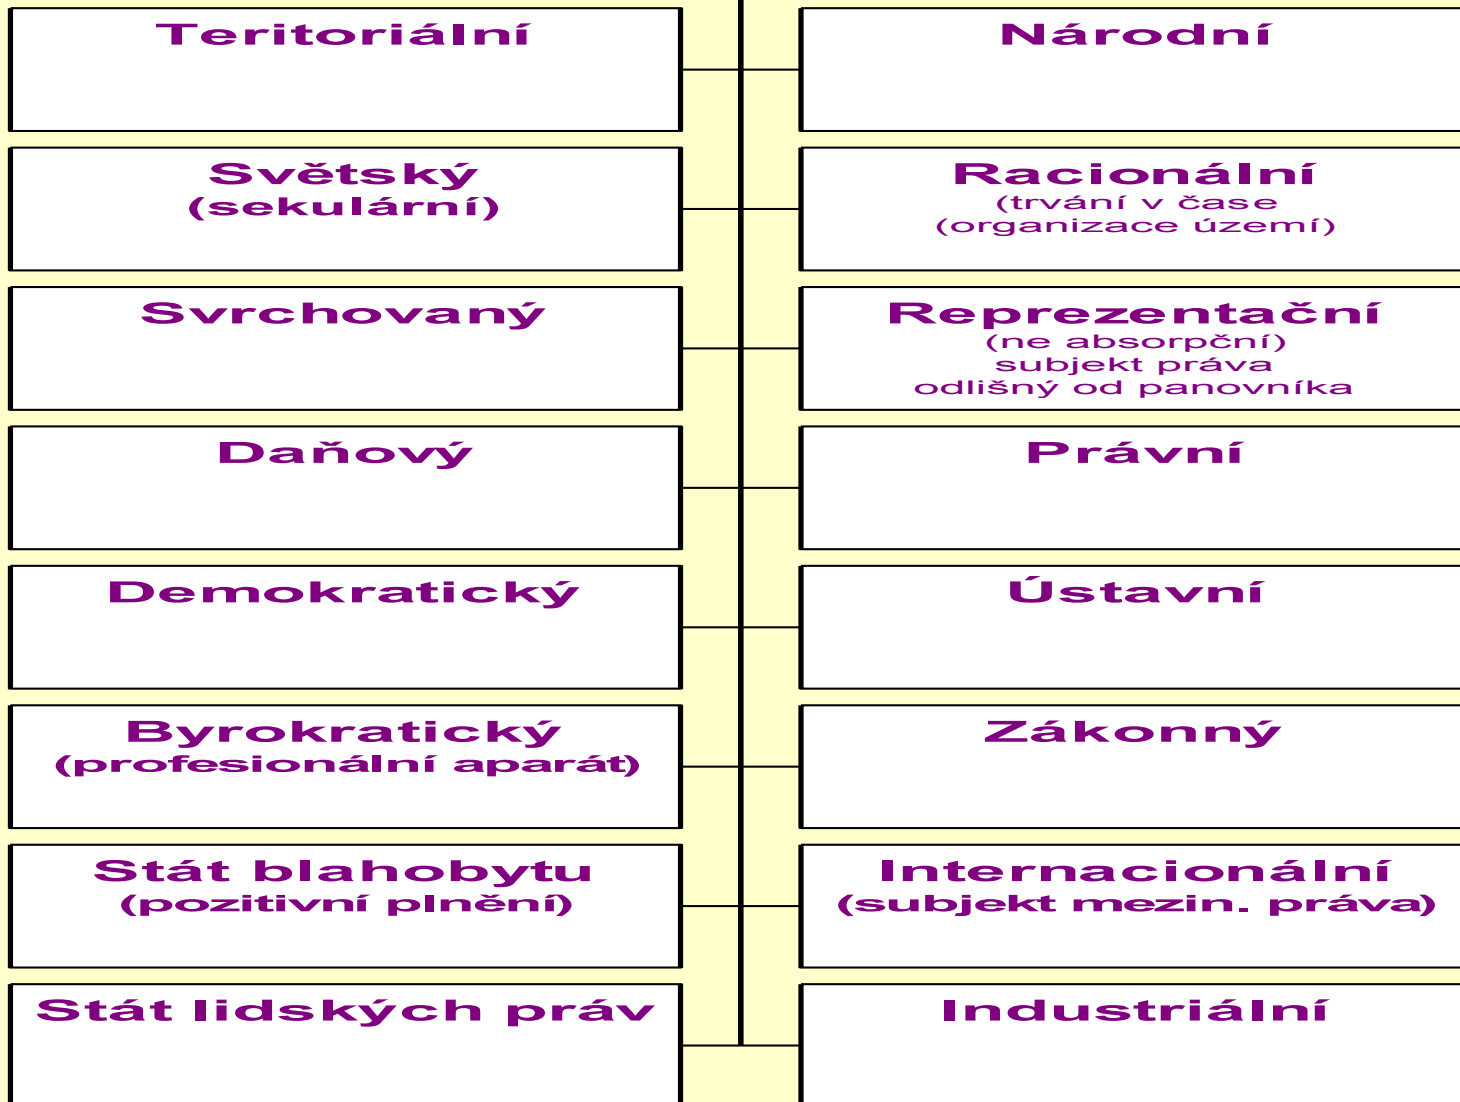 Teritoriální
Národní
Světský
(sekulární)
Racionální
(trvání v čase
(organizace území)
Svrchovaný
Reprezentační
(ne absorpční)
subjekt práva
odlišný od panovníka
Daňový
Právní
Demokratický
Ústavní
Byrokratický
(profesionální aparát)
Zákonný
Stát blahobytu
(pozitivní plnění)
Internacionální
(subjekt mezin. práva)
Stát lidských práv
Industriální